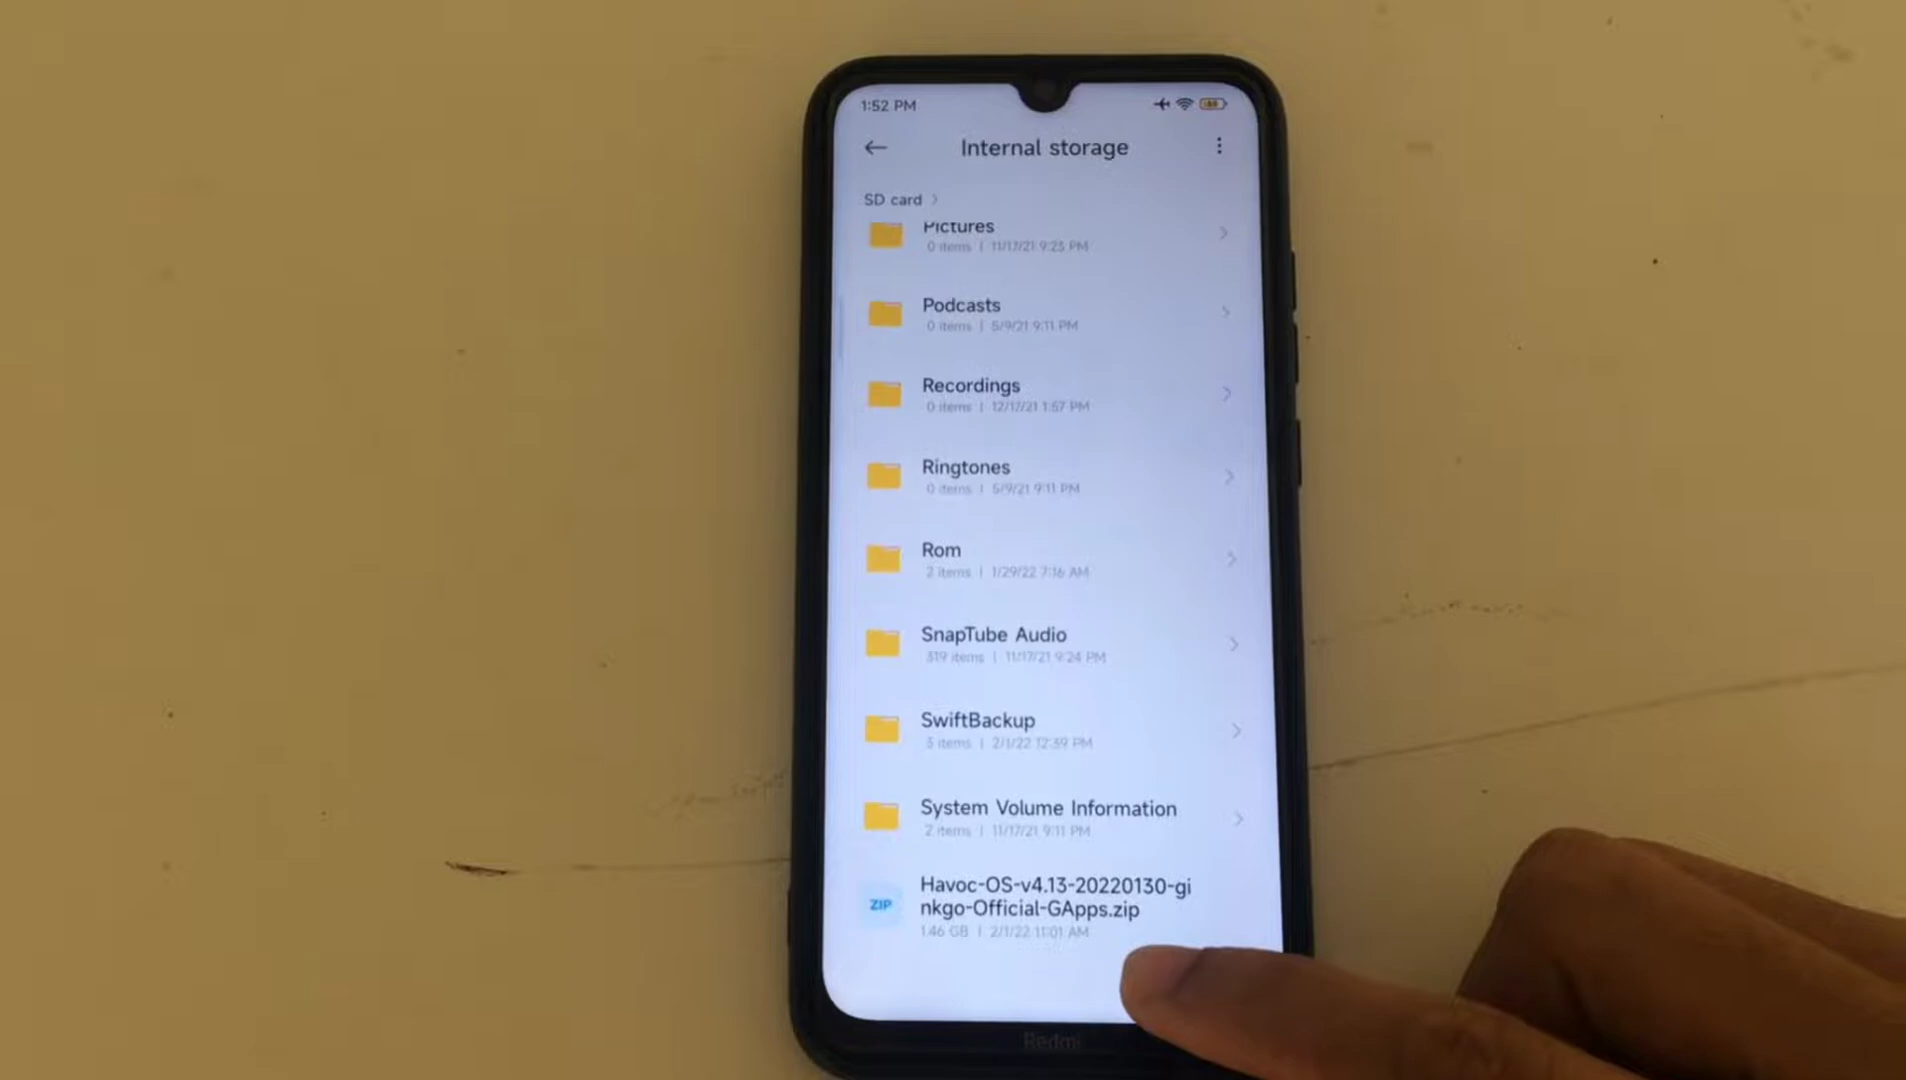 1:52 PM
Internal storage
SD card
Pictures
0 items | 11/17/21 9:23 PM
Podcasts
0 items | 5/9/21 9:11 PM
Recordings
0 items | 12/17/21 1:57 PM
Ringtones
0 items | 5/9/21 9:11 PM
Rom
2 items | 1/29/22 7:16 AM
SnapTube Audio
319 items | 11/17/21 9:24 PM
SwiftBackup
3 items | 2/1/22 12:39 PM
System Volume Information
2 items | 11/17/21 9:11 PM
ZIP
Havoc-OS-v4.13-20220130-gi
nkgo-Official-GApps.zip
1.46 GB | 2/1/22 11:01 AM
Redmi